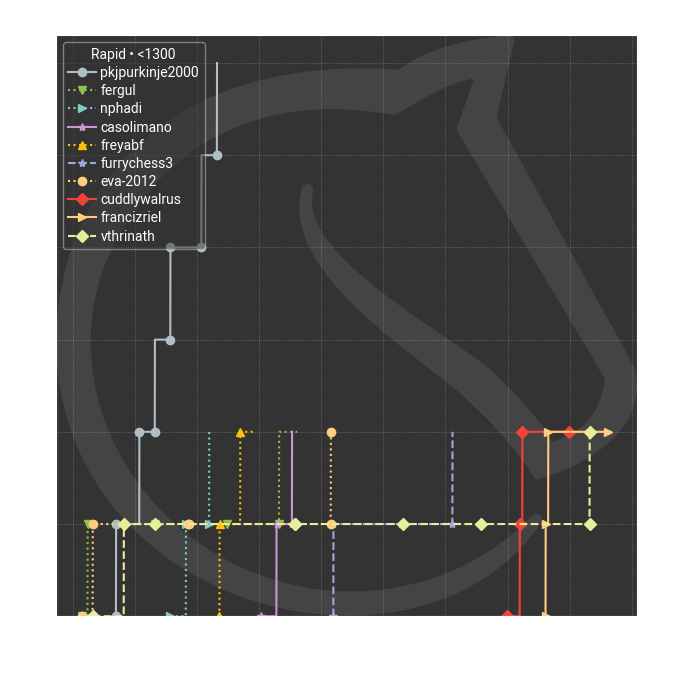 Rapid • <1300
pkjpurkinje2000
fergul
nphadi
casolimano
freyabf
furrychess3
eva-2012
cuddlywalrus
francizriel
vthrinath